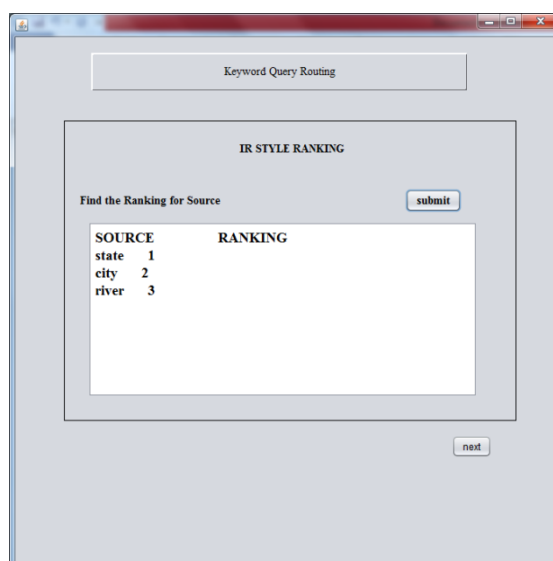 Keyword Query Routing
IR STYLE RANKING
Find the Ranking for Source submit
SOURCE RANKING
state 1
city 2
river 3
next